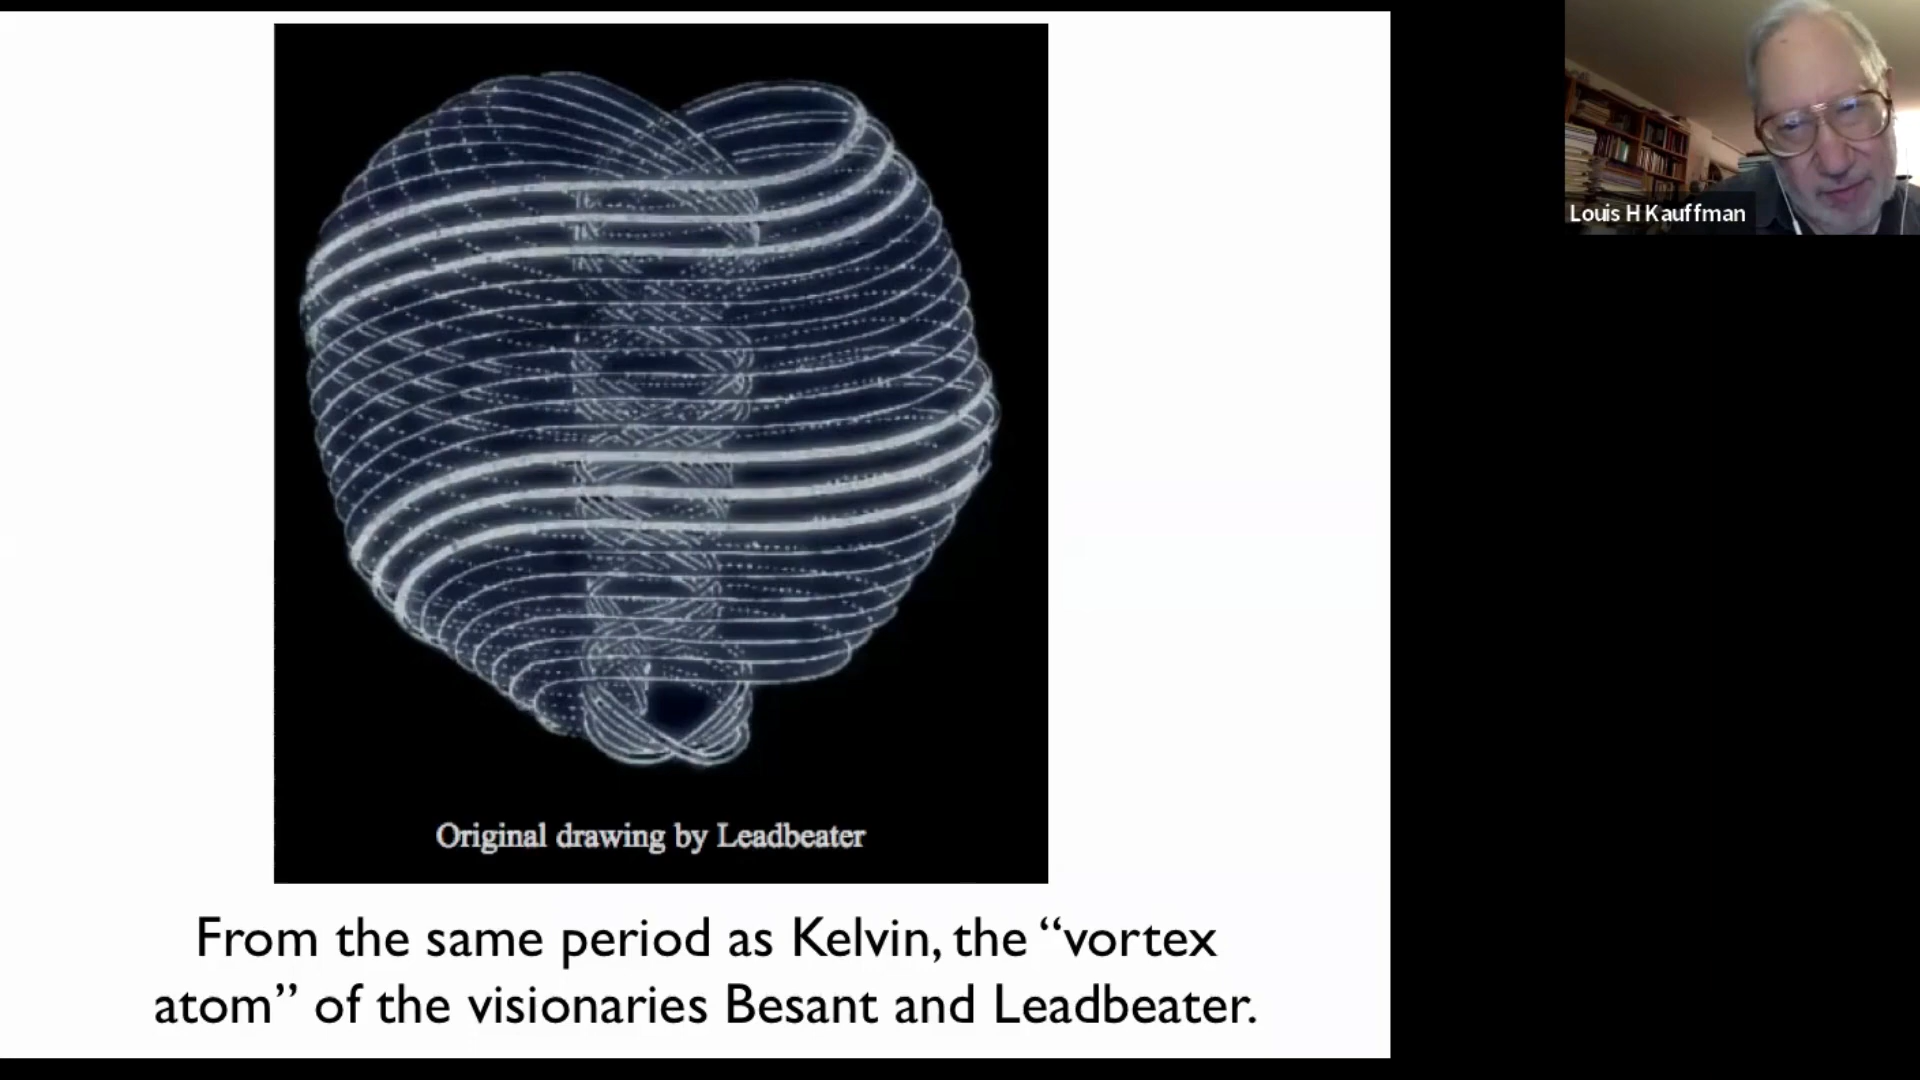 Louis H Kauffman
Original drawing by Leadbeater
From the same period as Kelvin, the “vortex
atom” of the visionaries Besant and Leadbeater.